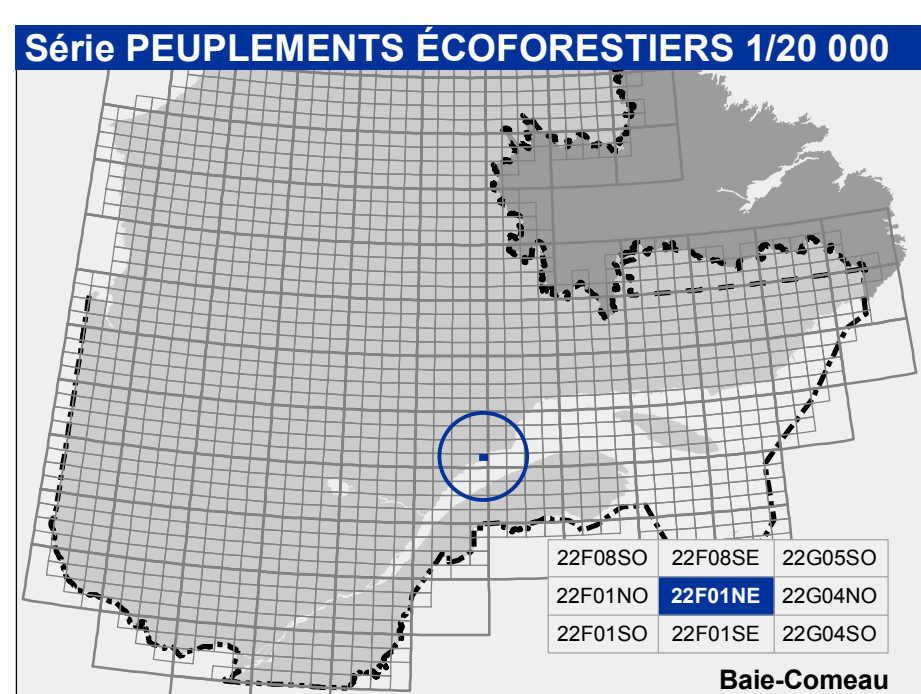 Série PEUPLEMENTS ÉCOFORESTIERS 1/20 000
22F08SO 22F08SE 22G05SO
22F01NO 22F01NE 22G04NO
22F01SO 22F01SE 22G04SO
Baie-Comeau